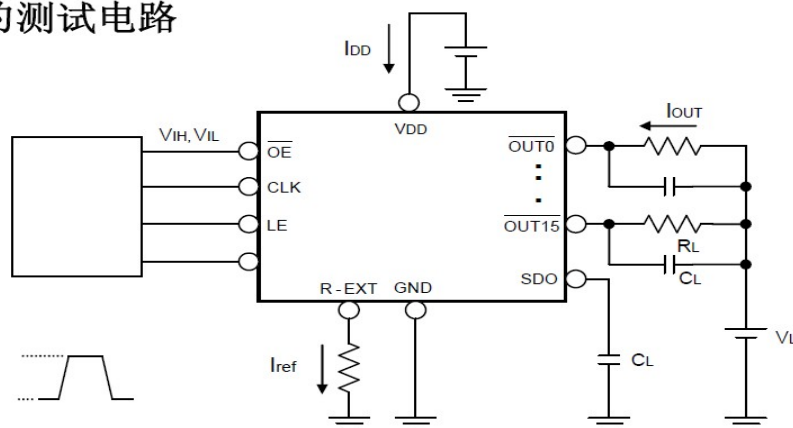 的测试电路
IDD
VDD
VIH, VIL
OE
CLK
LE
R-EXT
GND
OUT0
OUT15
SDO
IOUT
RL
CL
CL
VL
Iref